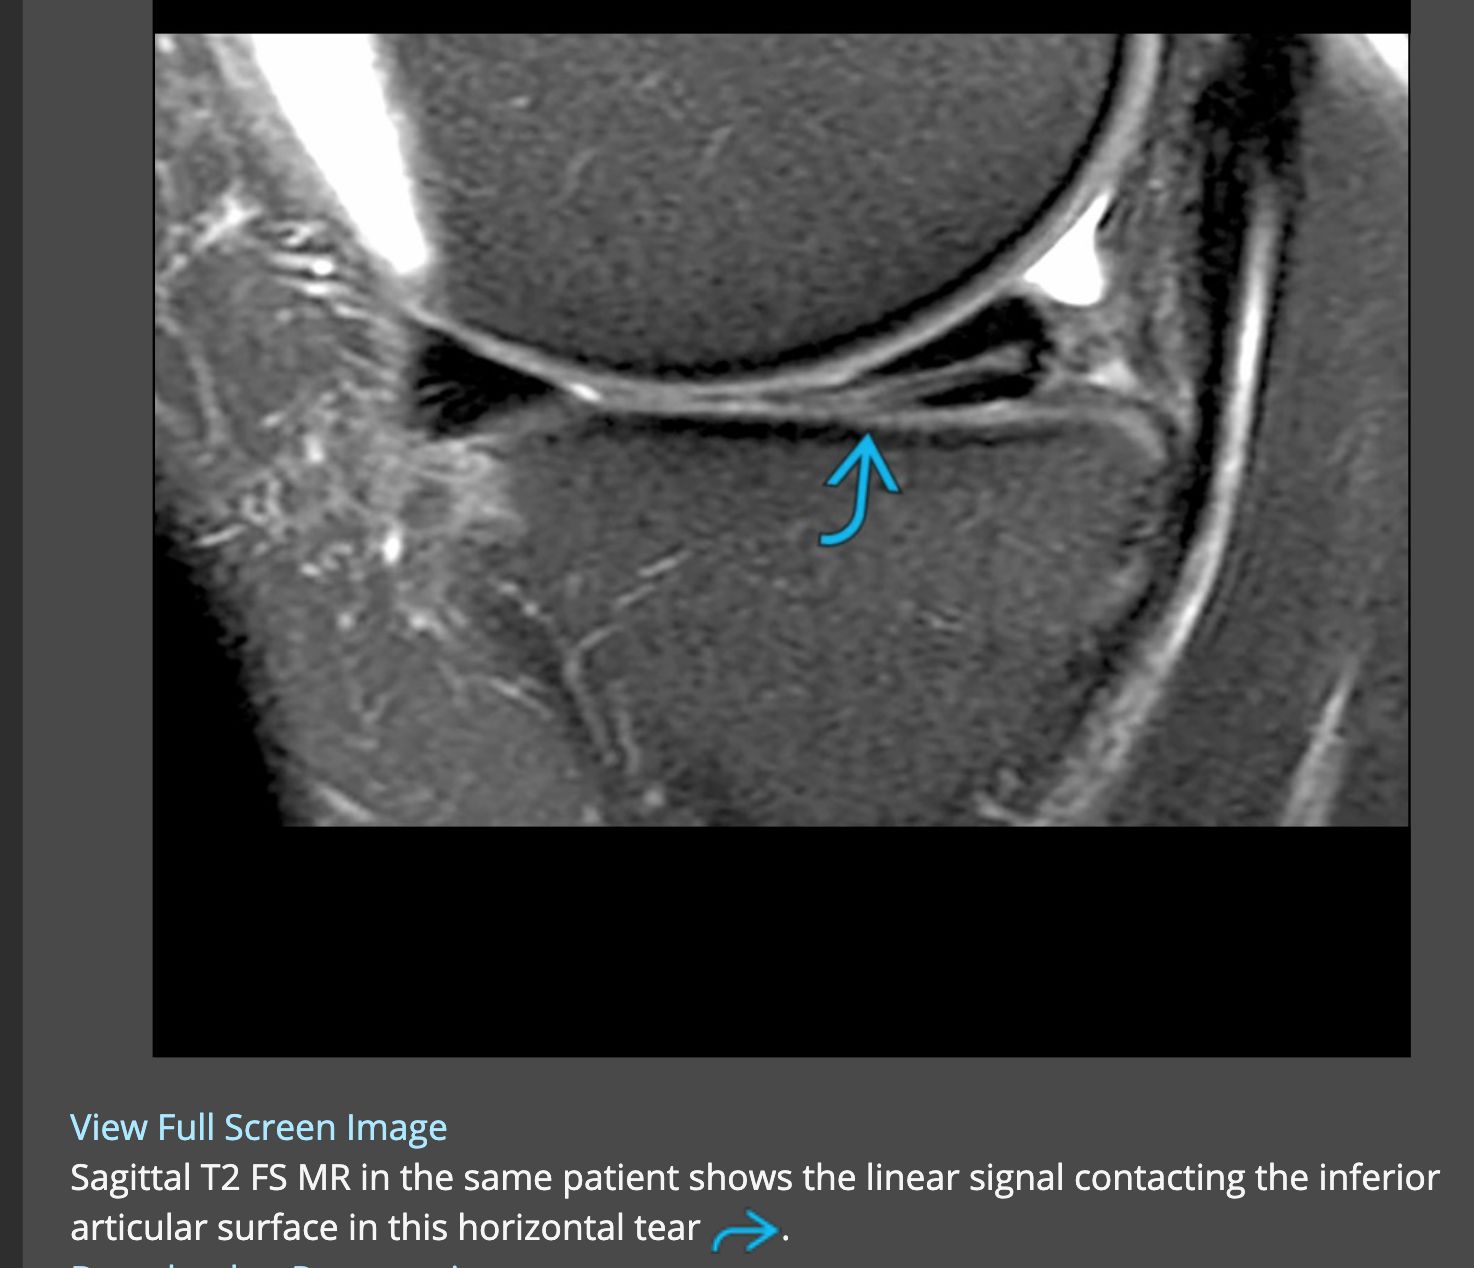 View Full Screen Image
Sagittal T2 FS MR in the same patient shows the linear signal contacting the inferior
articular surface in this horizontal tear .